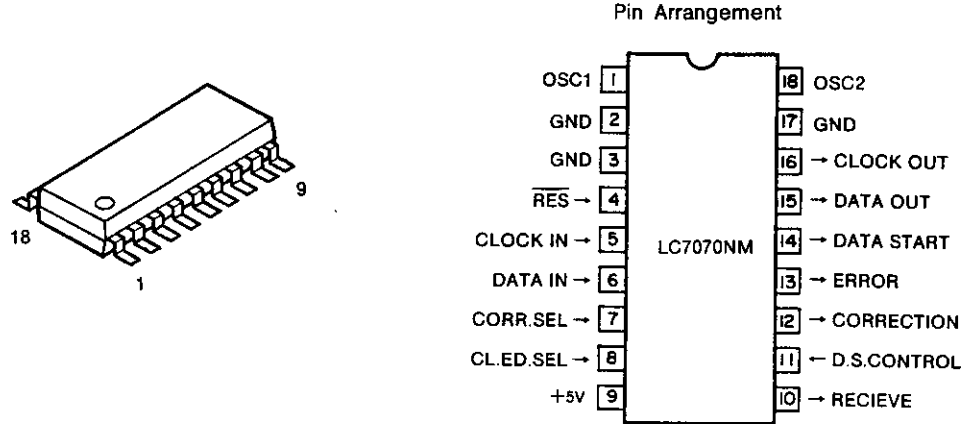 Pin Arrangement
18
1
9
OSC1 1
GND 2
GND 3
RES → 4
CLOCK IN → 5
DATA IN → 6
CORR.SEL → 7
CL.ED.SEL → 8
+5V 9
LC7070NM
18 OSC2
17 GND
16 → CLOCK OUT
15 → DATA OUT
14 → DATA START
13 → ERROR
12 → CORRECTION
11 ← D.S.CONTROL
10 → RECIEVE